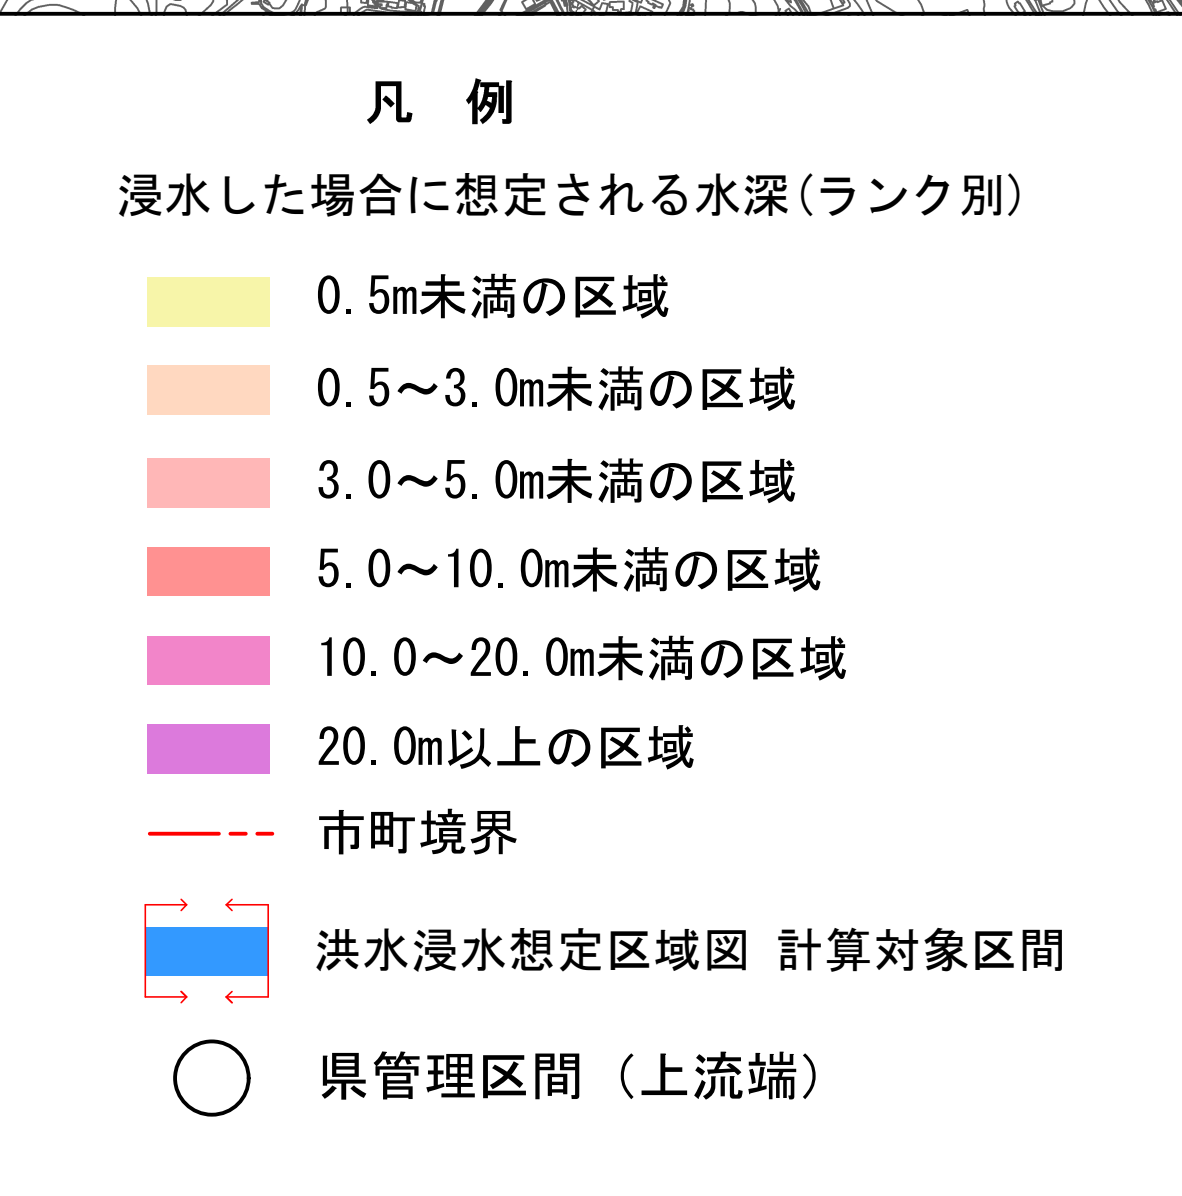 凡　例
浸水した場合に想定される水深(ランク別)
0.5m未満の区域
0.5～3.0m未満の区域
3.0～5.0m未満の区域
5.0～10.0m未満の区域
10.0～20.0m未満の区域
20.0m以上の区域
市町境界
洪水浸水想定区域図 計算対象区間
県管理区間（上流端）